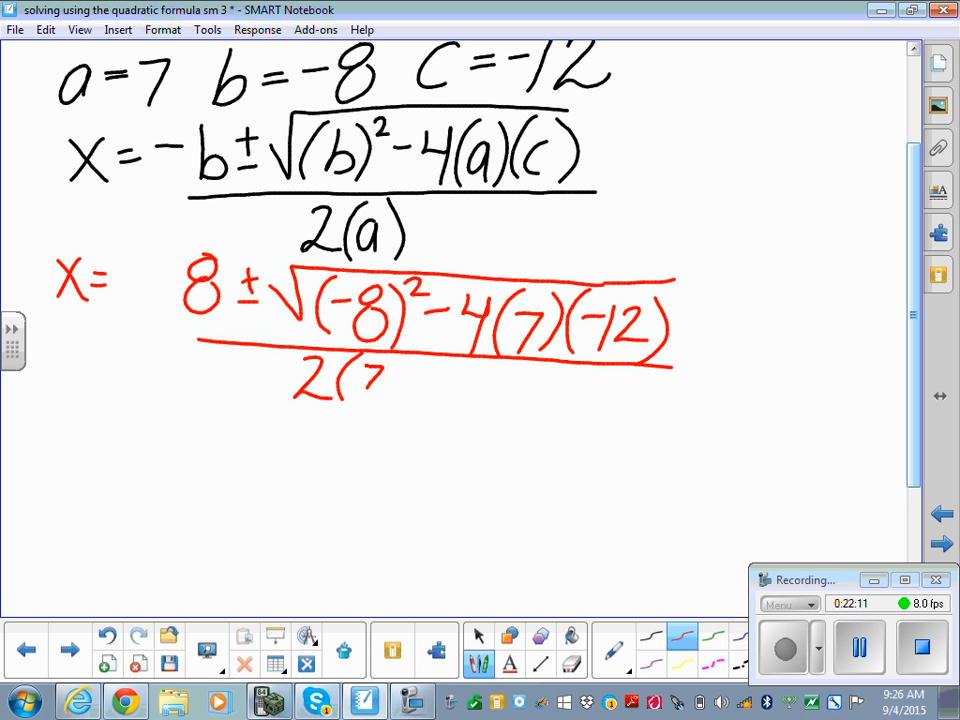 solving using the quadratic formula sm 3 * - SMART Notebook
File Edit View Insert Format Tools Response Add-ons Help
a=7 b=-8 c=-12
x=-b±√(b)²-4(a)(c)
2(a)
x= 8±√(-8)²-4(7)(-12)
2(7
Recording...
Menu 0:22:11 8.0 fps
9:26 AM
9/4/2015